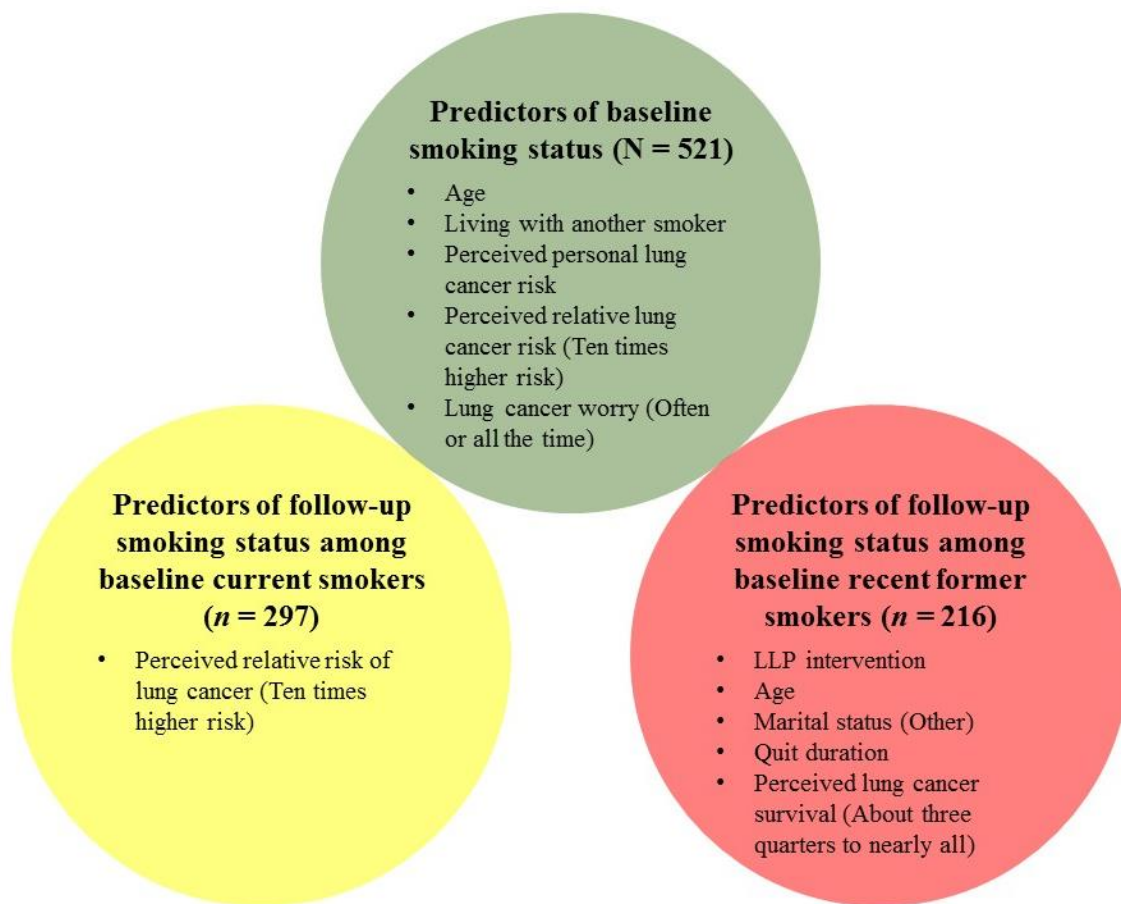 Predictors of baseline
smoking status (N = 521)
• Age
• Living with another smoker
• Perceived personal lung
cancer risk
• Perceived relative lung
cancer risk (Ten times
higher risk)
• Lung cancer worry (Often
or all the time)
Predictors of follow-up
smoking status among
baseline current smokers
(n = 297)
• Perceived relative risk of
lung cancer (Ten times
higher risk)
Predictors of follow-up
smoking status among
baseline recent former
smokers (n = 216)
• LLP intervention
• Age
• Marital status (Other)
• Quit duration
• Perceived lung cancer
survival (About three
quarters to nearly all)